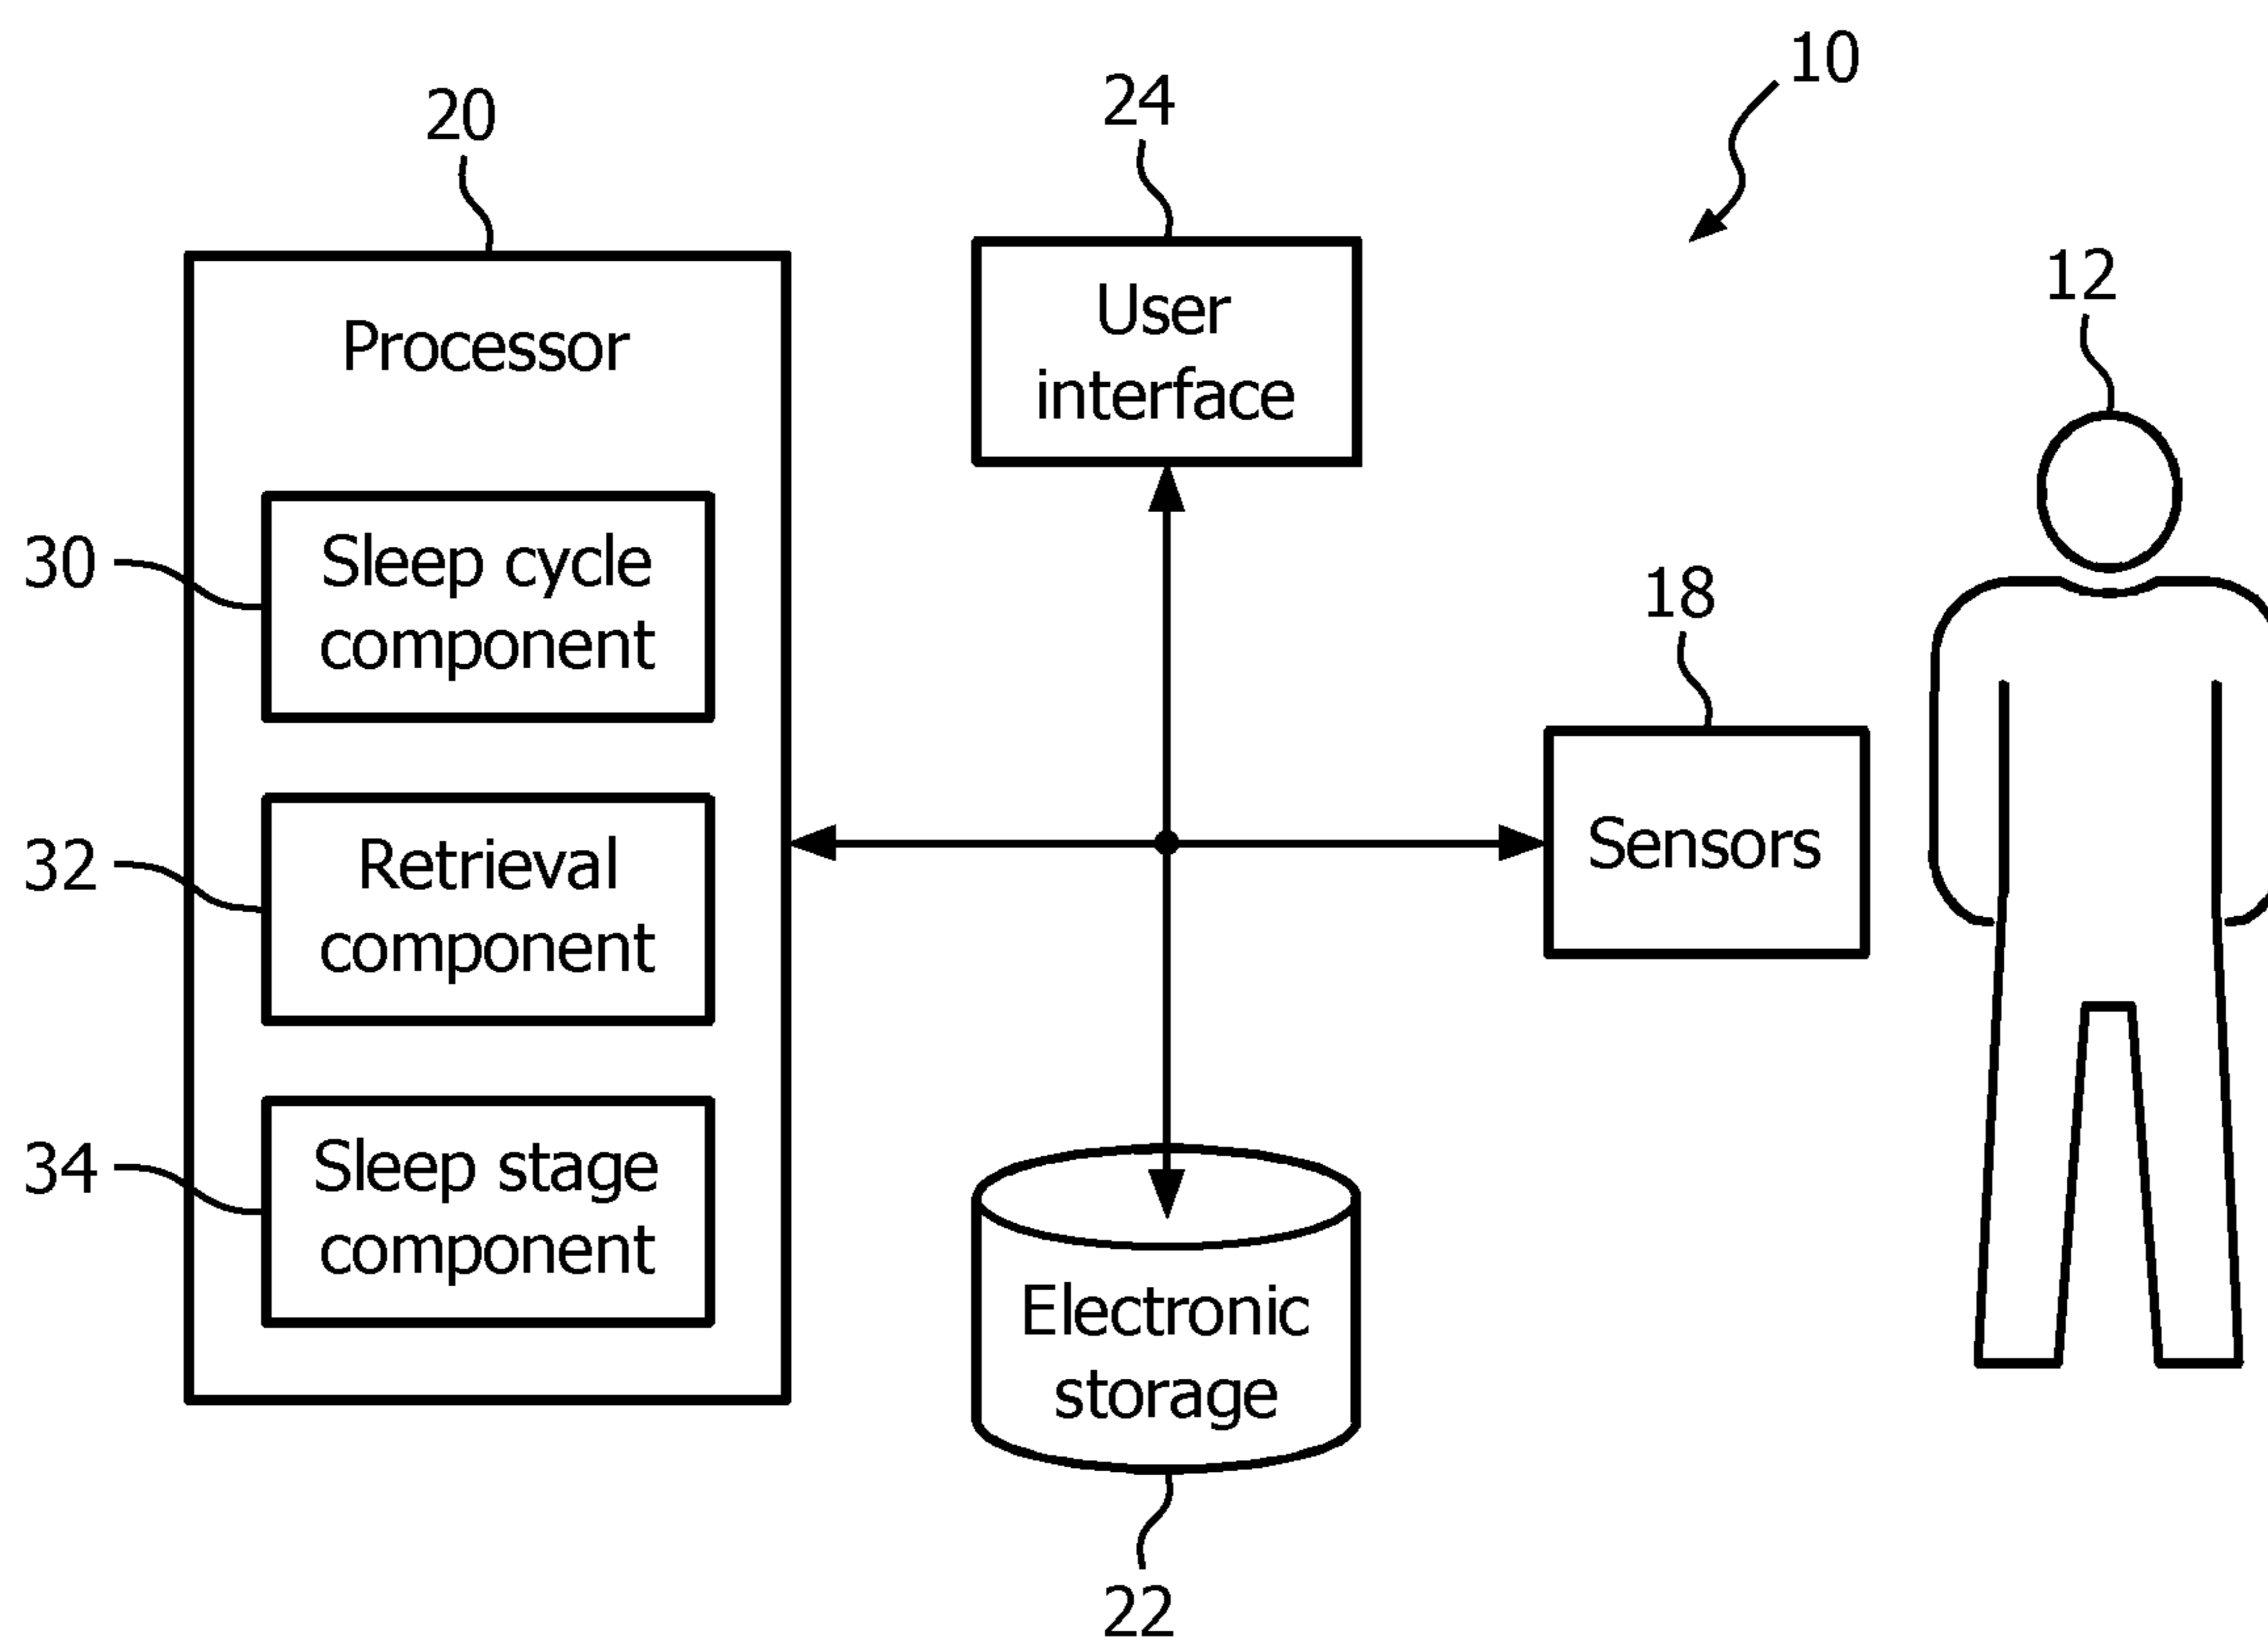 10
20
24
12
Processor
User
interface
30
Sleep cycle
component
18
32
Retrieval
component
Sensors
34
Sleep stage
component
Electronic
storage
22